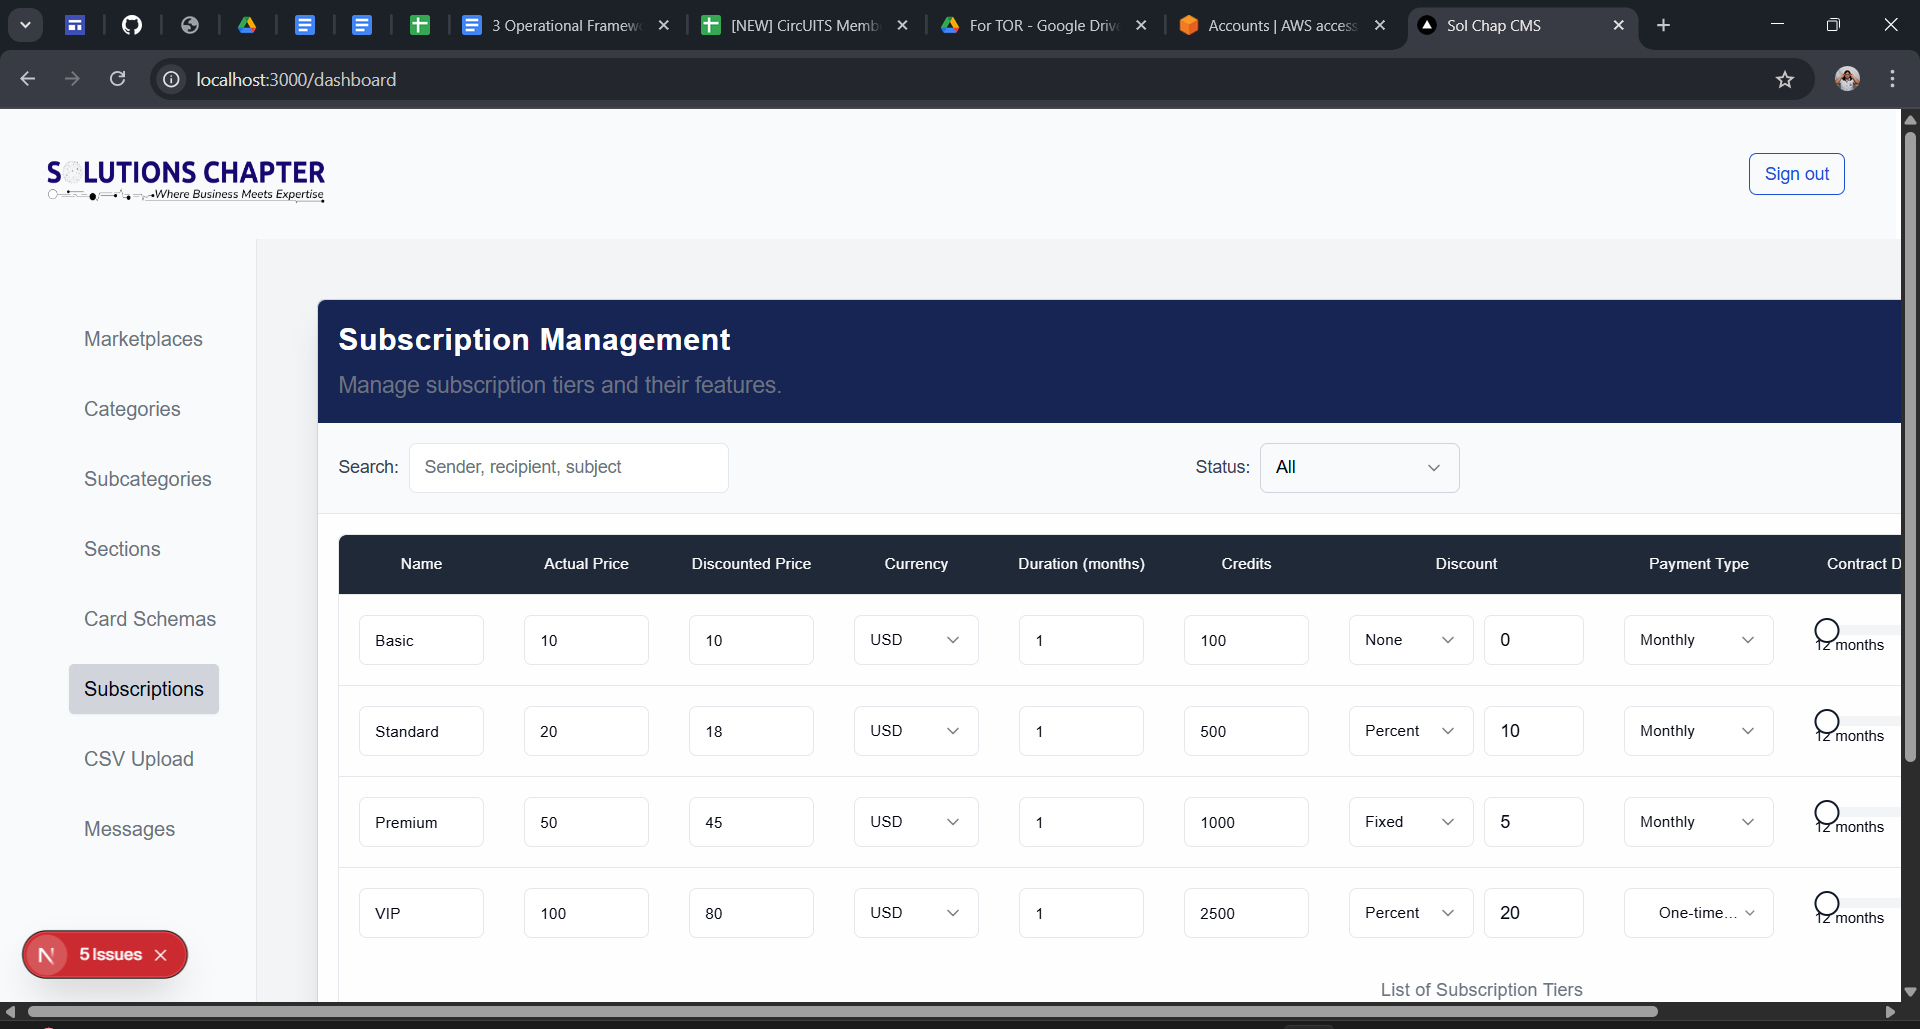 3 Operational Framew
[NEW] CircUITS Memb
For TOR - Google Driv
Accounts | AWS access
Sol Chap CMS
localhost:3000/dashboard
SOLUTIONS CHAPTER
Where Business Meets Expertise
Sign out
Marketplaces
Categories
Subcategories
Sections
Card Schemas
Subscriptions
CSV Upload
Messages
N 5 Issues
Subscription Management
Manage subscription tiers and their features.
Search: Sender, recipient, subject Status: All
Name Actual Price Discounted Price Currency Duration (months) Credits Discount Payment Type Contract D
Basic 10 10 USD 1 100 None 0 Monthly 12 months
Standard 20 18 USD 1 500 Percent 10 Monthly 12 months
Premium 50 45 USD 1 1000 Fixed 5 Monthly 12 months
VIP 100 80 USD 1 2500 Percent 20 One-time... 12 months
List of Subscription Tiers